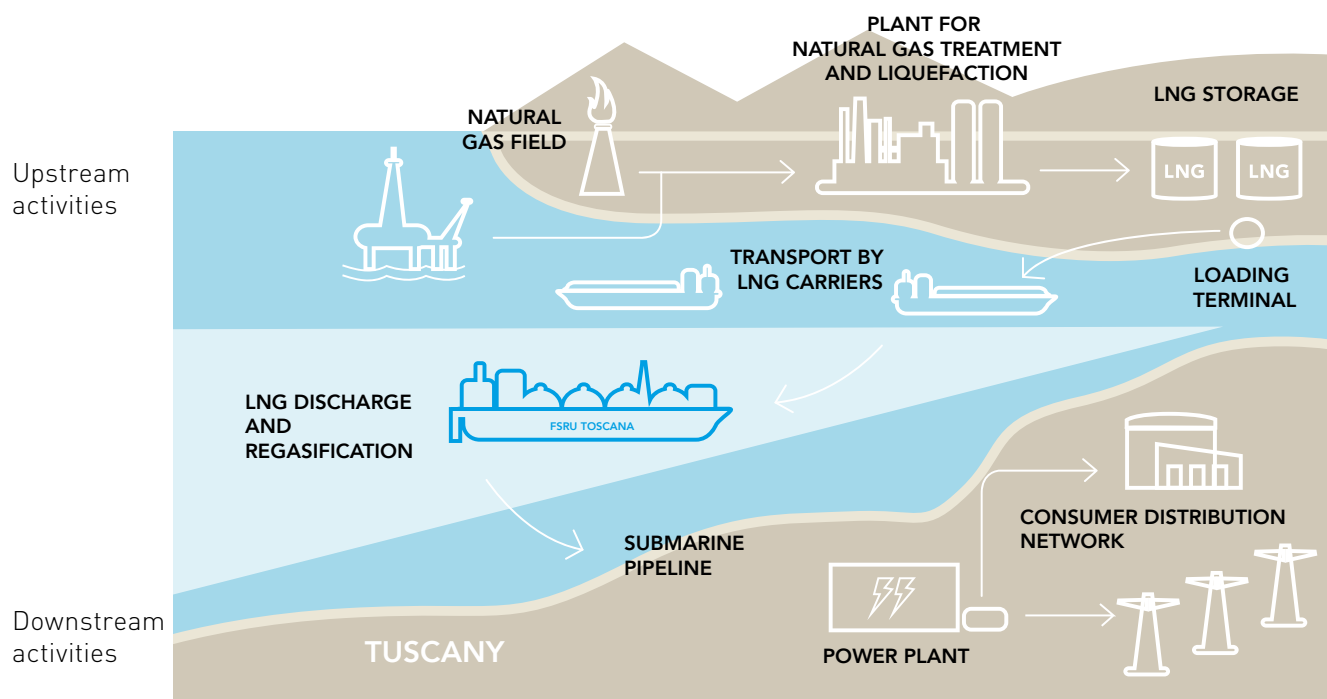 PLANT FOR
NATURAL GAS TREATMENT
AND LIQUEFACTION
LNG STORAGE
NATURAL
GAS FIELD
Upstream
activities
LNG
LNG
TRANSPORT BY
LNG CARRIERS
LOADING
TERMINAL
LNG DISCHARGE
AND
REGASIFICATION
FSRU TOSCANA
CONSUMER DISTRIBUTION
NETWORK
SUBMARINE
PIPELINE
Downstream
activities
TUSCANY
POWER PLANT